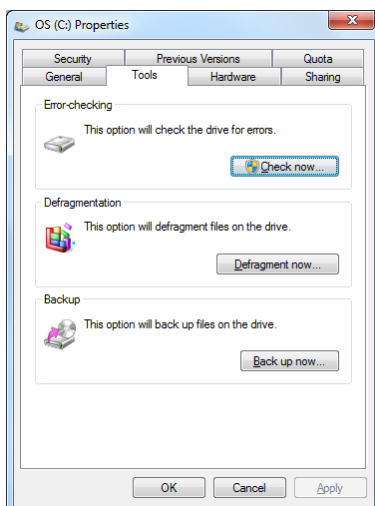 OS (C:) Properties
Security Previous Versions Quota
General Tools Hardware Sharing
Error-checking
This option will check the drive for errors.
Check now...
Defragmentation
This option will defragment files on the drive.
Defragment now...
Backup
This option will back up files on the drive.
Back up now...
OK Cancel Apply